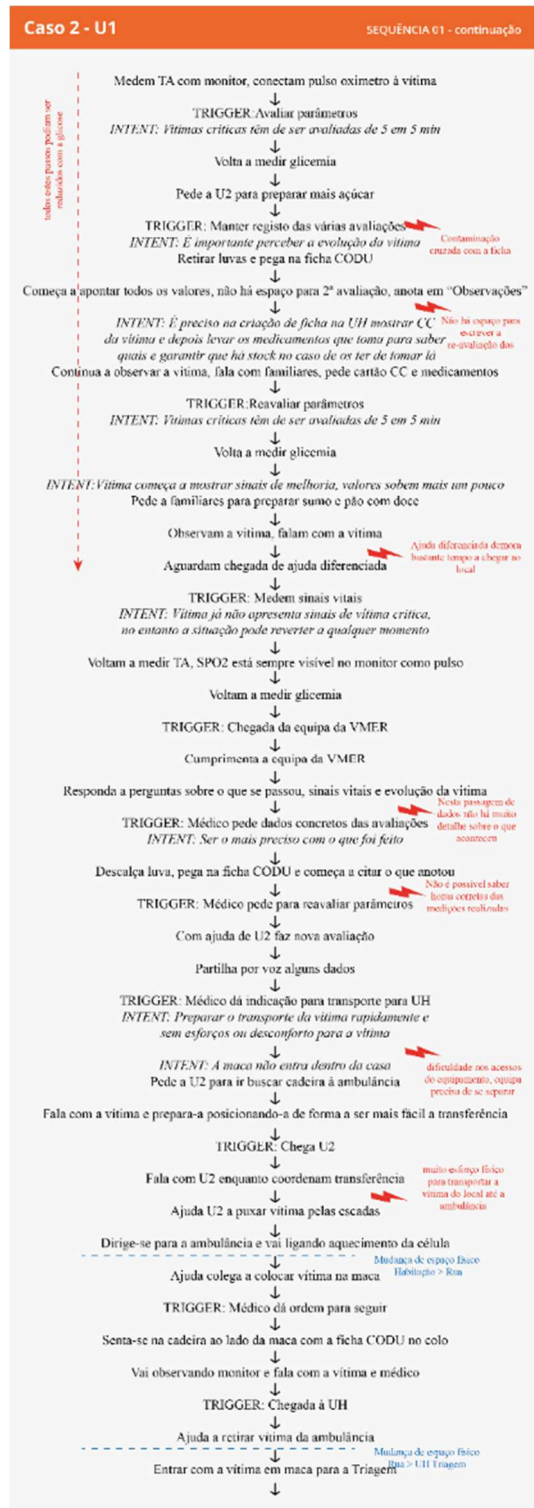 Caso 2 - U1
SEQUÊNCIA 01 - continuação
todos estes passos podiam ser
reduzidos com a glicose
Medem TA com monitor, conectam pulso oximetro à vítima
TRIGGER: Avaliar parâmetros
INTENT: Vítimas críticas têm de ser avaliadas de 5 em 5 min
Volta a medir glicemia
Pede a U2 para preparar mais açúcar
TRIGGER: Manter registo das várias avaliações
INTENT: É importante perceber a evolução da vítima
Retirar luvas e pega na ficha CODU
Contaminação
cruzada com a ficha
Começa a apontar todos os valores, não há espaço para 2ª avaliação, anota em “Observações”
INTENT: É preciso na criação de ficha na UH mostrar CC
da vítima e depois levar os medicamentos que toma para saber
quais e garantir que há stock no caso de os ter de tomar lá
Não há espaço para
escrever a
re-avaliação dos
Continua a observar a vítima, fala com familiares, pede cartão CC e medicamentos
TRIGGER:Reavaliar parâmetros
INTENT: Vítimas críticas têm de ser avaliadas de 5 em 5 min
Volta a medir glicemia
INTENT:Vítima começa a mostrar sinais de melhoria, valores sobem mais um pouco
Pede a familiares para preparar sumo e pão com doce
Observam a vítima, falam com a vítima
Aguardam chegada de ajuda diferenciada
Ajuda diferenciada demora
bastante tempo a chegar ao
local
TRIGGER: Medem sinais vitais
INTENT: Vítima já não apresenta sinais de vítima crítica,
no entanto a situação pode reverter a qualquer momento
Voltam a medir TA, SPO2 está sempre visível no monitor como pulso
Voltam a medir glicemia
TRIGGER: Chegada da equipa da VMER
Cumprimenta a equipa da VMER
Responda a perguntas sobre o que se passou, sinais vitais e evolução da vítima
TRIGGER: Médico pede dados concretos das avaliações
INTENT: Ser o mais preciso com o que foi feito
Nesta passagem de
dados não há muito
detalhe sobre o que
aconteceu
Descalça luva, pega na ficha CODU e começa a citar o que anotou
TRIGGER: Médico pede para reavaliar parâmetros
Não é possível saber
horas corretas das
medições realizadas
Com ajuda de U2 faz nova avaliação
Partilha por voz alguns dados
TRIGGER: Médico dá indicação para transporte para UH
INTENT: Preparar o transporte da vítima rapidamente e
sem esforços ou desconforto para a vítima
INTENT: A maca não entra dentro da casa
Pede a U2 para ir buscar cadeira à ambulância
dificuldade nos acessos
do equipamento, equipa
precisa de se separar
Fala com a vítima e prepara-a posicionando-a de forma a ser mais fácil a transferência
TRIGGER: Chega U2
Fala com U2 enquanto coordenam transferência
Ajuda U2 a puxar vítima pelas escadas
muito esforço físico
para transportar a
vítima do local até a
ambulância
Dirige-se para a ambulância e vai ligando aquecimento da célula
Mudança de espaço físico
Habitação > Rua
Ajuda colega a colocar vítima na maca
TRIGGER: Médico dá ordem para seguir
Senta-se na cadeira ao lado da maca com a ficha CODU no colo
Vai observando monitor e fala com a vítima e médico
TRIGGER: Chegada à UH
Ajuda a retirar vítima da ambulância
Mudança de espaço físico
Rua > UH Triagem
Entrar com a vítima em maca para a Triagem